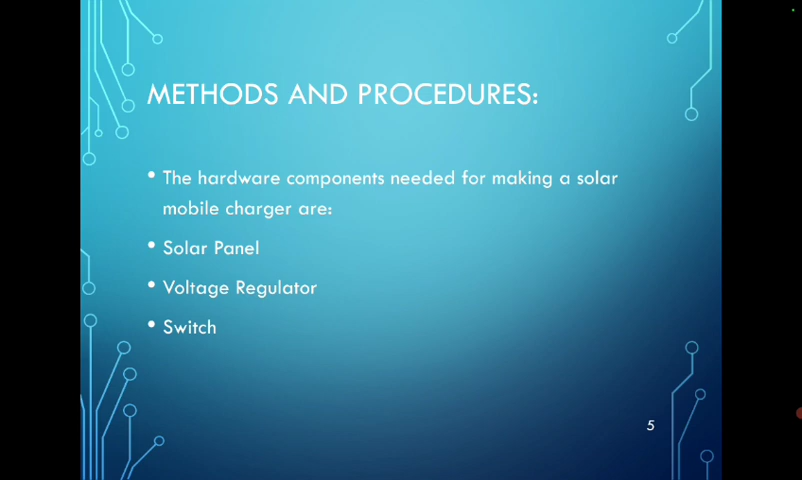 METHODS AND PROCEDURES:
• The hardware components needed for making a solar
mobile charger are:
• Solar Panel
• Voltage Regulator
• Switch
5